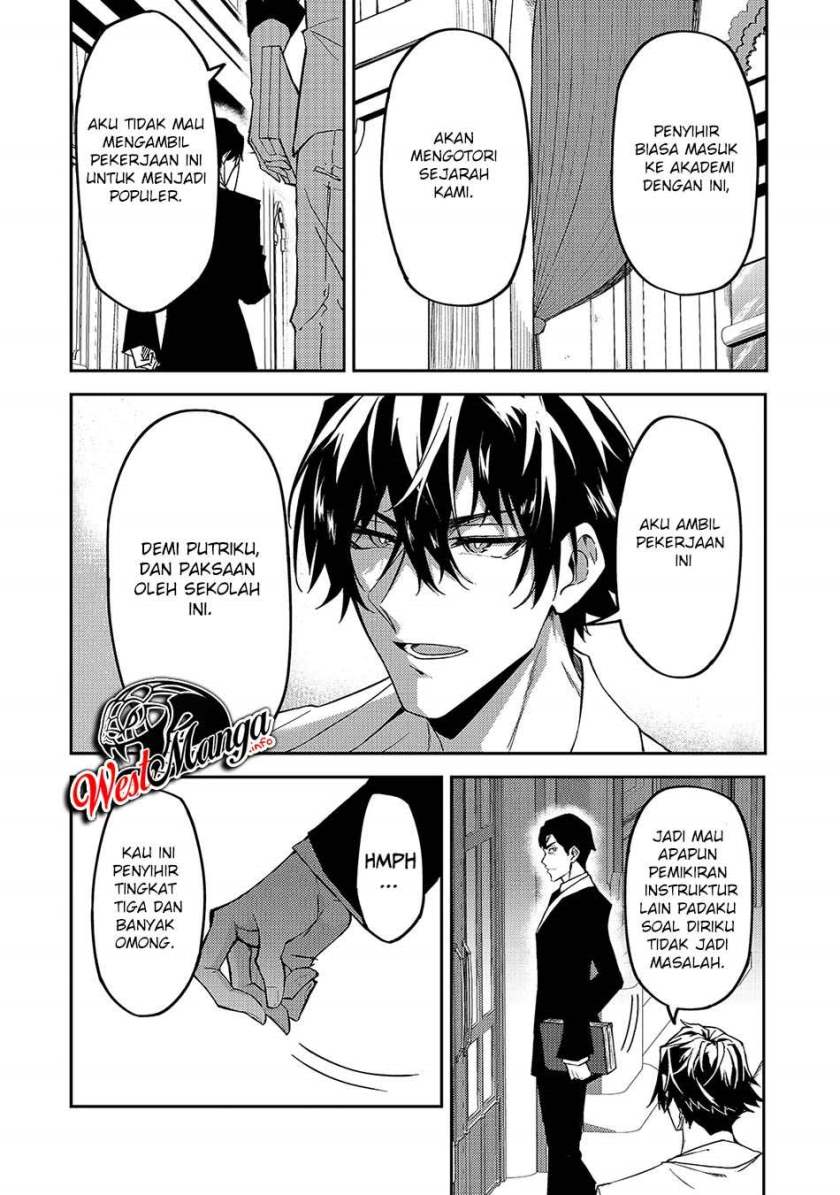 PENYIHIR
BIASA MASUK
KE AKADEMI
DENGAN INI,
AKAN
MENGOTORI
SEJARAH
KAMI.
AKU TIDAK MAU
MENGAMBIL
PEKERJAAN INI
UNTUK MENJADI
POPULER.
AKU AMBIL
PEKERJAAN
INI
DEMI PUTRIKU,
DAN PAKSAAN
OLEH SEKOLAH
INI.
WestManga
.info
JADI MAU
APAPUN
PEMIKIRAN
INSTRUKTUR
LAIN PADAKU
SOAL DIRIKU
TIDAK JADI
MASALAH.
HMPH
...
KAU INI
PENYIHIR
TINGKAT
TIGA DAN
BANYAK
OMONG.